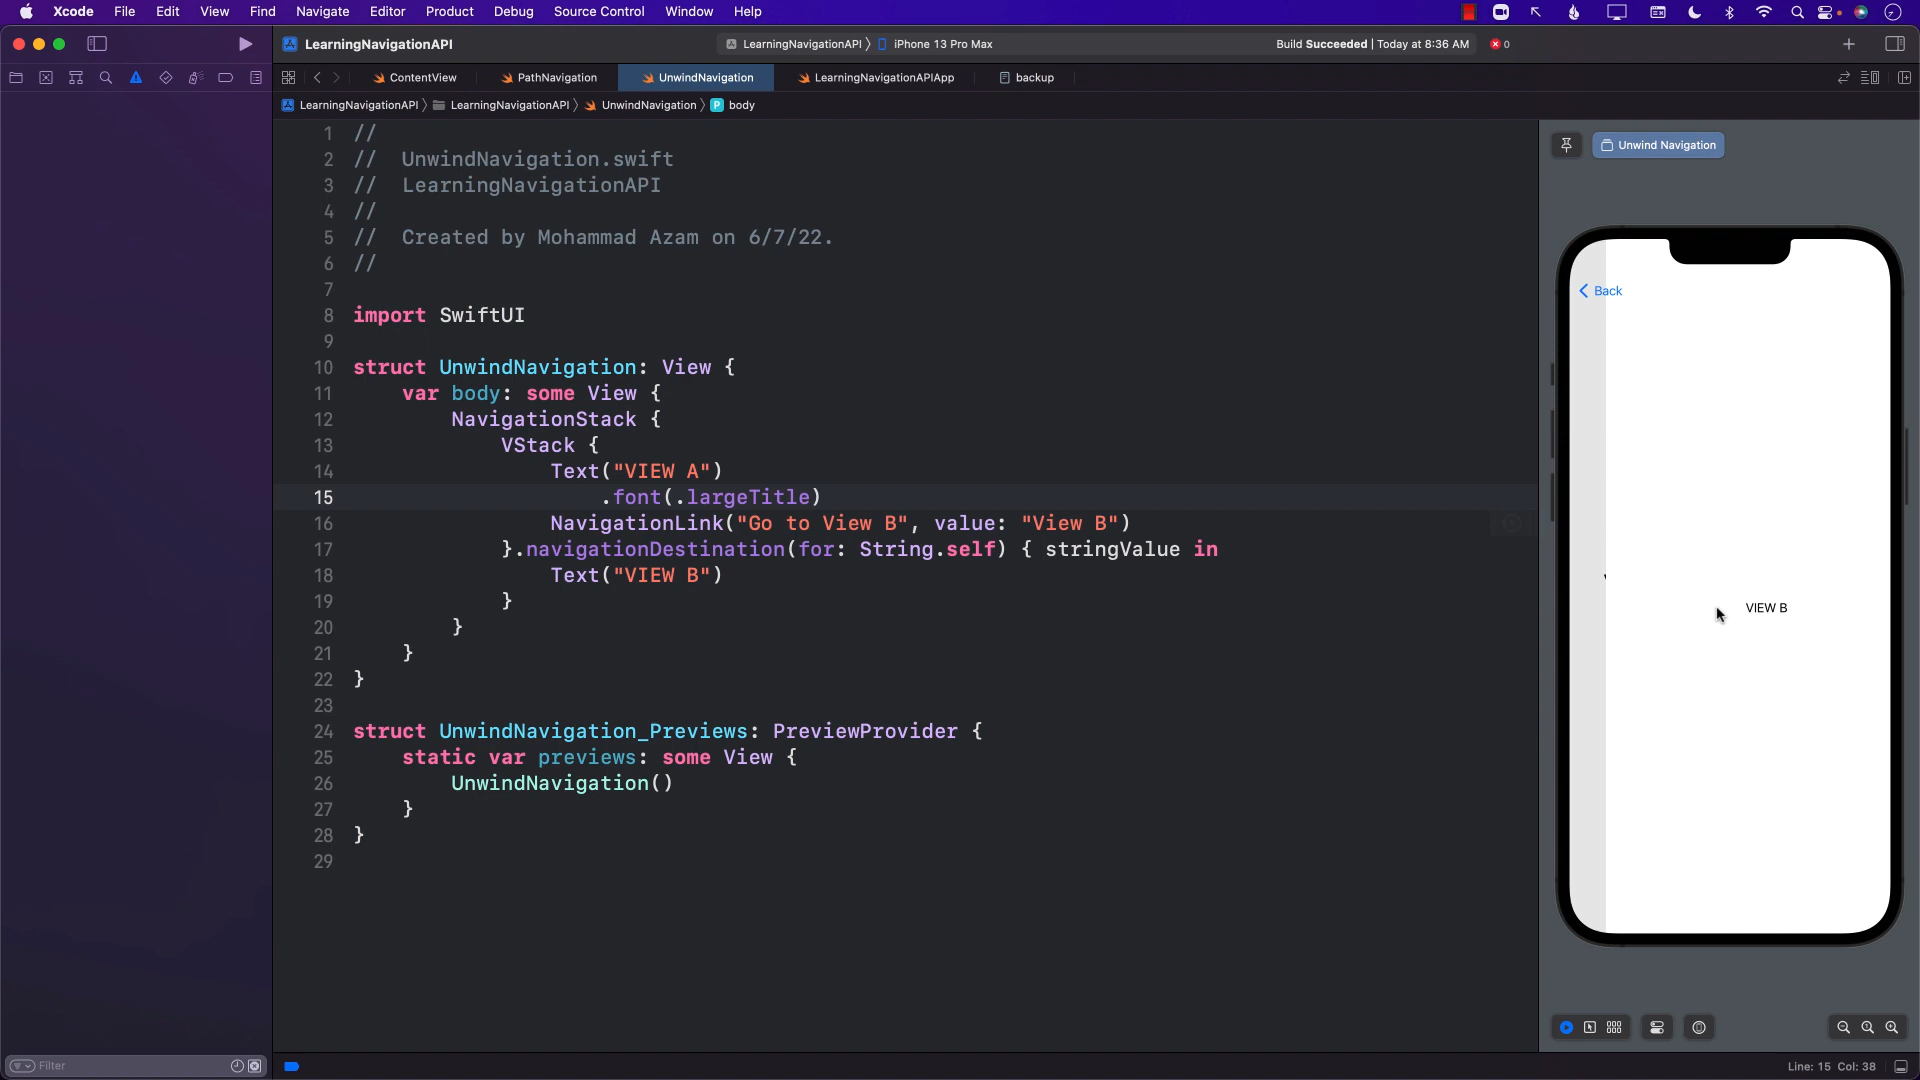 Xcode File Edit View Find Navigate Editor Product Debug Source Control Window Help
LearningNavigationAPI
LearningNavigationAPI iPhone 13 Pro Max
Build Succeeded | Today at 8:36 AM
0
ContentView
PathNavigation
UnwindNavigation
LearningNavigationAPIApp
backup
LearningNavigationAPI LearningNavigationAPI UnwindNavigation P body
1 //
2 //  UnwindNavigation.swift
3 //  LearningNavigationAPI
4 //
5 //  Created by Mohammad Azam on 6/7/22.
6 //
7
8 import SwiftUI
9
10 struct UnwindNavigation: View {
11     var body: some View {
12         NavigationStack {
13             VStack {
14                 Text("VIEW A")
15                     .font(.largeTitle)
16                 NavigationLink("Go to View B", value: "View B")
17             }.navigationDestination(for: String.self) { stringValue in
18                 Text("VIEW B")
19             }
20         }
21     }
22 }
23
24 struct UnwindNavigation_Previews: PreviewProvider {
25     static var previews: some View {
26         UnwindNavigation()
27     }
28 }
29
Unwind Navigation
Back
VIEW B
Filter
Line: 15 Col: 38